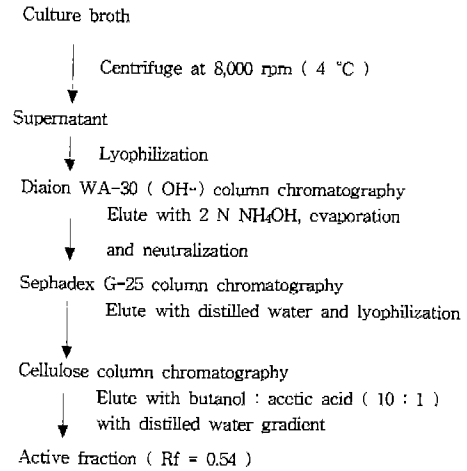 Culture broth
Centrifuge at 8,000 rpm ( 4 ℃ )
Supernatant
Lyophilization
Diaion WA-30 ( OH-) column chromatography
Elute with 2 N NH₄OH, evaporation
and neutralization
Sephadex G-25 column chromatography
Elute with distilled water and lyophilization
Cellulose column chromatography
Elute with butanol : acetic acid ( 10 : 1 )
with distilled water gradient
Active fraction ( Rf = 0.54 )